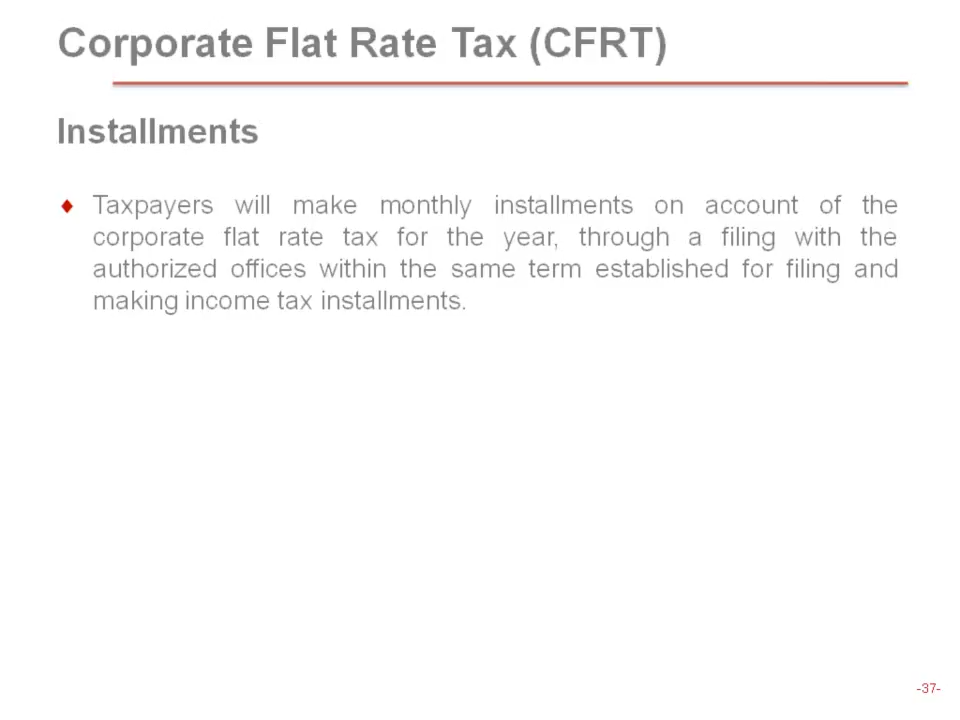 Corporate Flat Rate Tax (CFRT)
Installments
Taxpayers will make monthly installments on account of the
corporate flat rate tax for the year, through a filing with the
authorized offices within the same term established for filing and
making income tax installments.
-37-